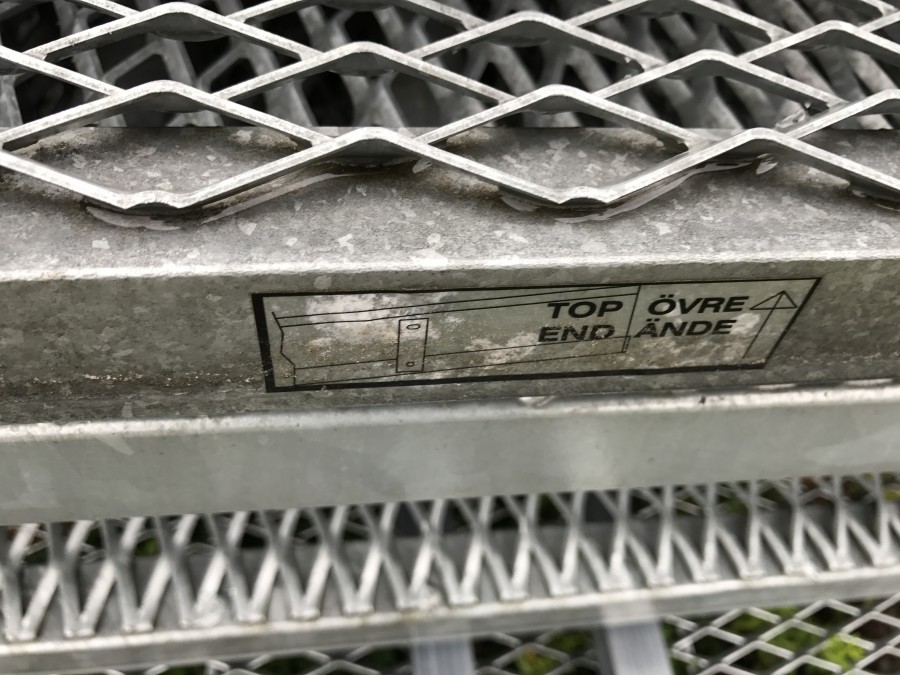 TOP ÖVRE
END ÄNDE